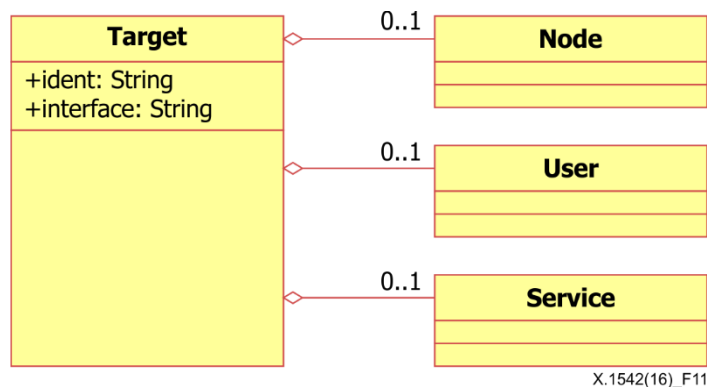 Target
+ident: String
+interface: String
0..1
Node
0..1
User
0..1
Service
X.1542(16)_F11